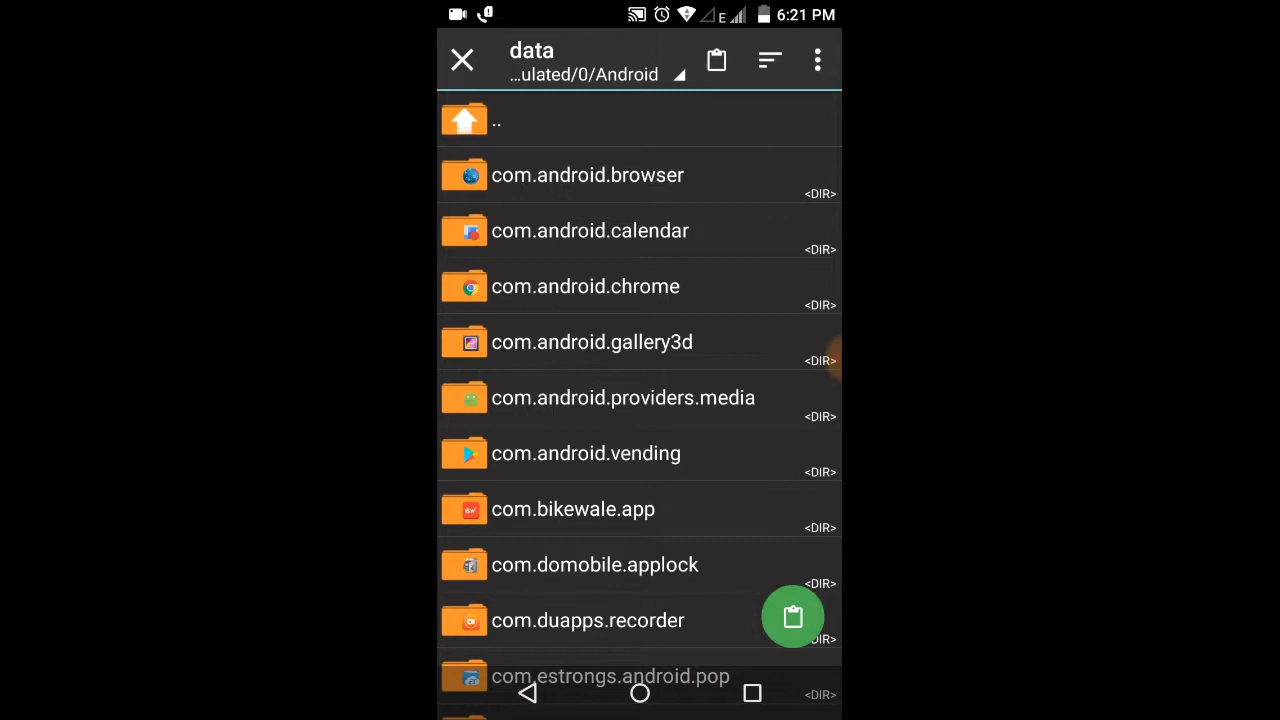 E 6:21 PM
data
...ulated/0/Android
..
com.android.browser
<DIR>
com.android.calendar
<DIR>
com.android.chrome
<DIR>
com.android.gallery3d
<DIR>
com.android.providers.media
<DIR>
com.android.vending
<DIR>
com.bikewale.app
<DIR>
com.domobile.applock
<DIR>
com.duapps.recorder
<DIR>
com.estrongs.android.pop
<DIR>